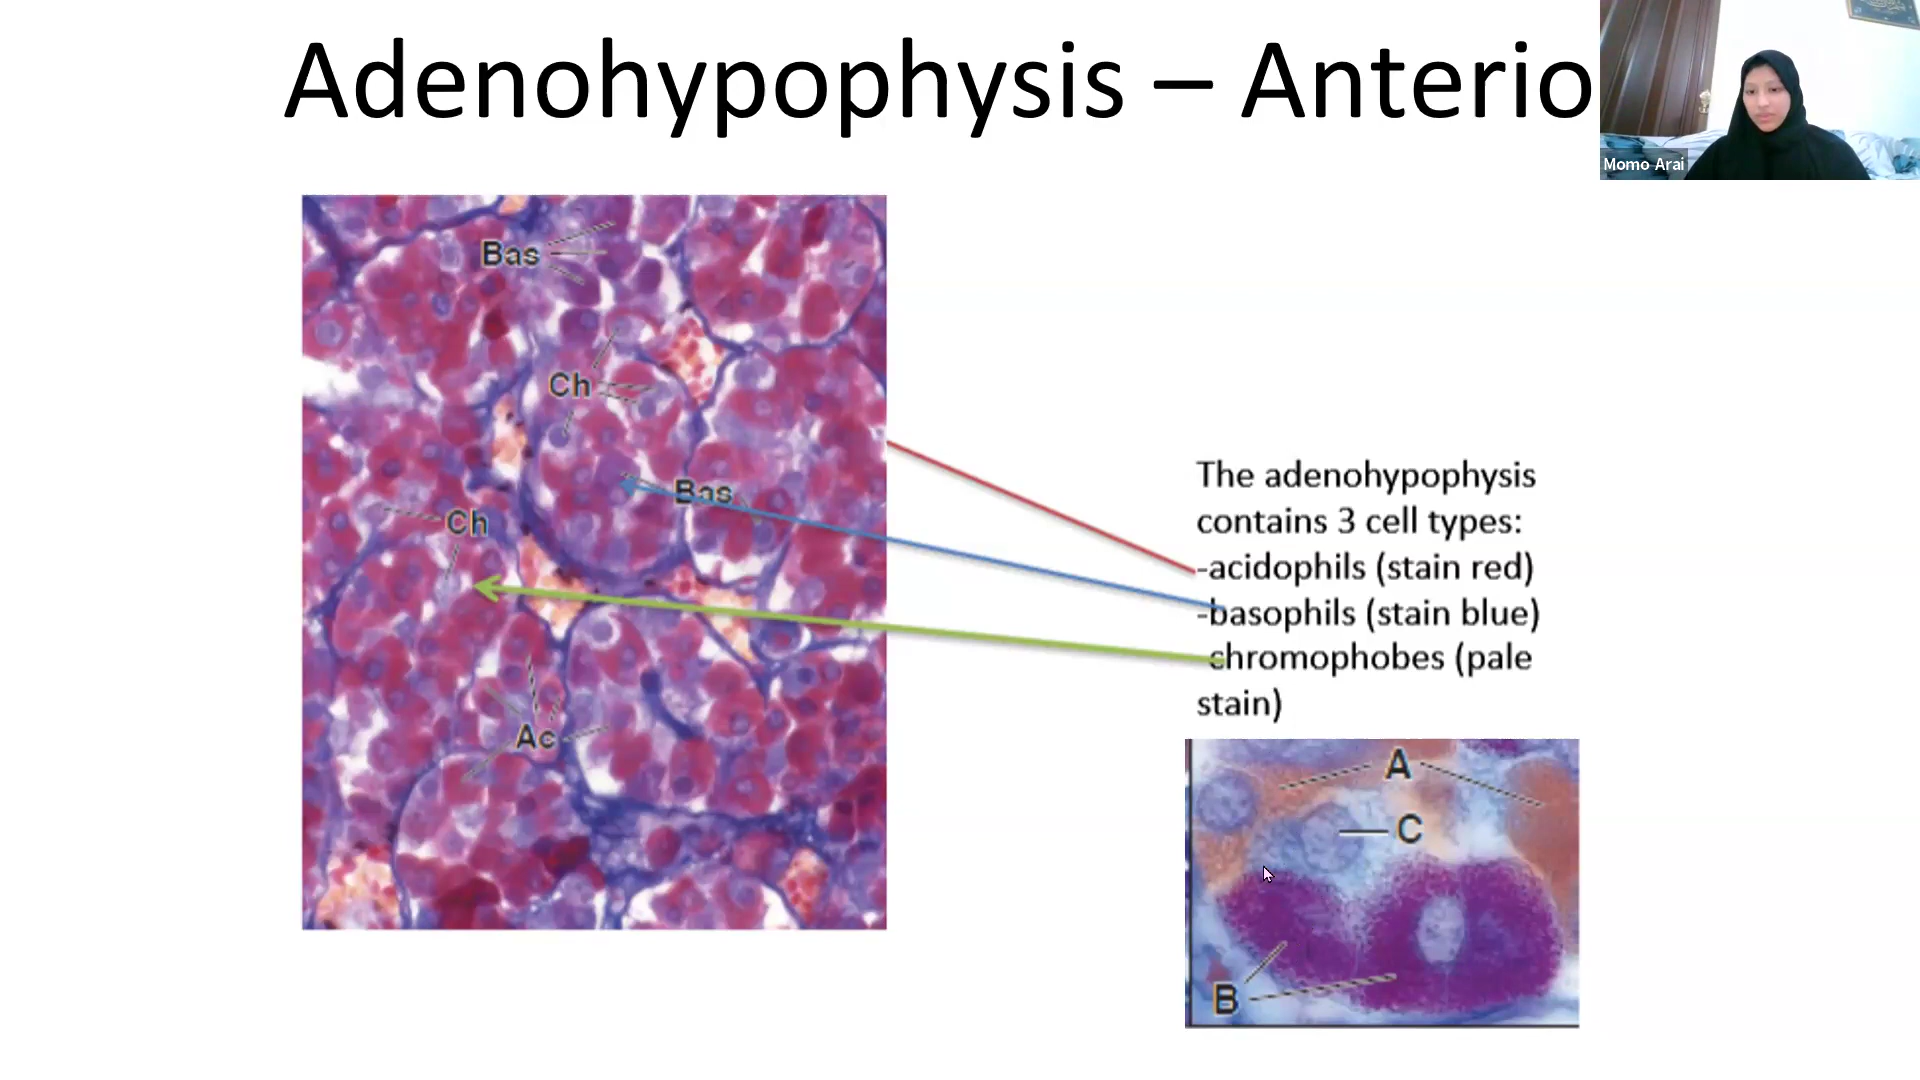 Adenohypophysis – Anterio
Momo Arai
Bas
Ch
Bas
Ch
Ac
The adenohypophysis
contains 3 cell types:
-acidophils (stain red)
-basophils (stain blue)
chromophobes (pale
stain)
A
C
B